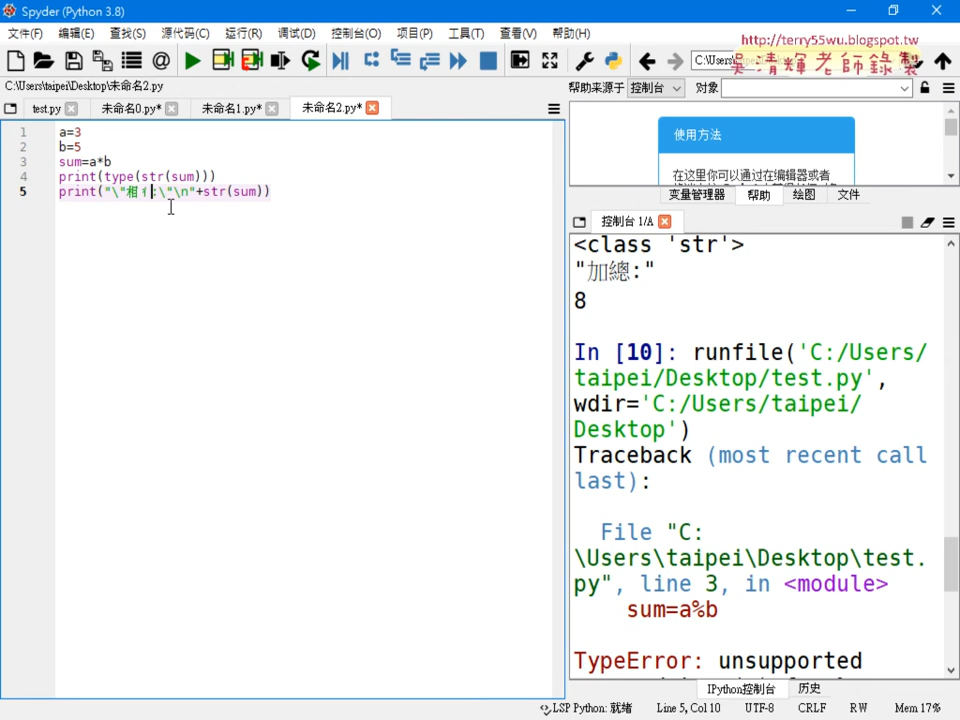 Spyder (Python 3.8)
文件(F) 编辑(E) 查找(S) 源代码(C) 运行(R) 调试(D) 控制台(O) 项目(P) 工具(T) 查看(V) 帮助(H)
http://terry55wu.blogspot.tw
吳清輝老師錄製
C:\Users\taipei\Desktop\未命名2.py
帮助来源于 控制台 对象
test.py 未命名0.py* 未命名1.py* 未命名2.py*
1 a=3
2 b=5
3 sum=a*b
4 print(type(str(sum)))
5 print("\"相彳:\"\n"+str(sum))
使用方法
在这里你可以通过在编辑器或者
变量管理器 帮助 绘图 文件
控制台 1/A
<class 'str'>
"加總:"
8
In [10]: runfile('C:/Users/
taipei/Desktop/test.py',
wdir='C:/Users/taipei/
Desktop')
Traceback (most recent call
last):
File "C:
\Users\taipei\Desktop\test.
py", line 3, in <module>
sum=a%b
TypeError: unsupported
IPython控制台 历史
LSP Python: 就绪 Line 5, Col 10 UTF-8 CRLF RW Mem 17%